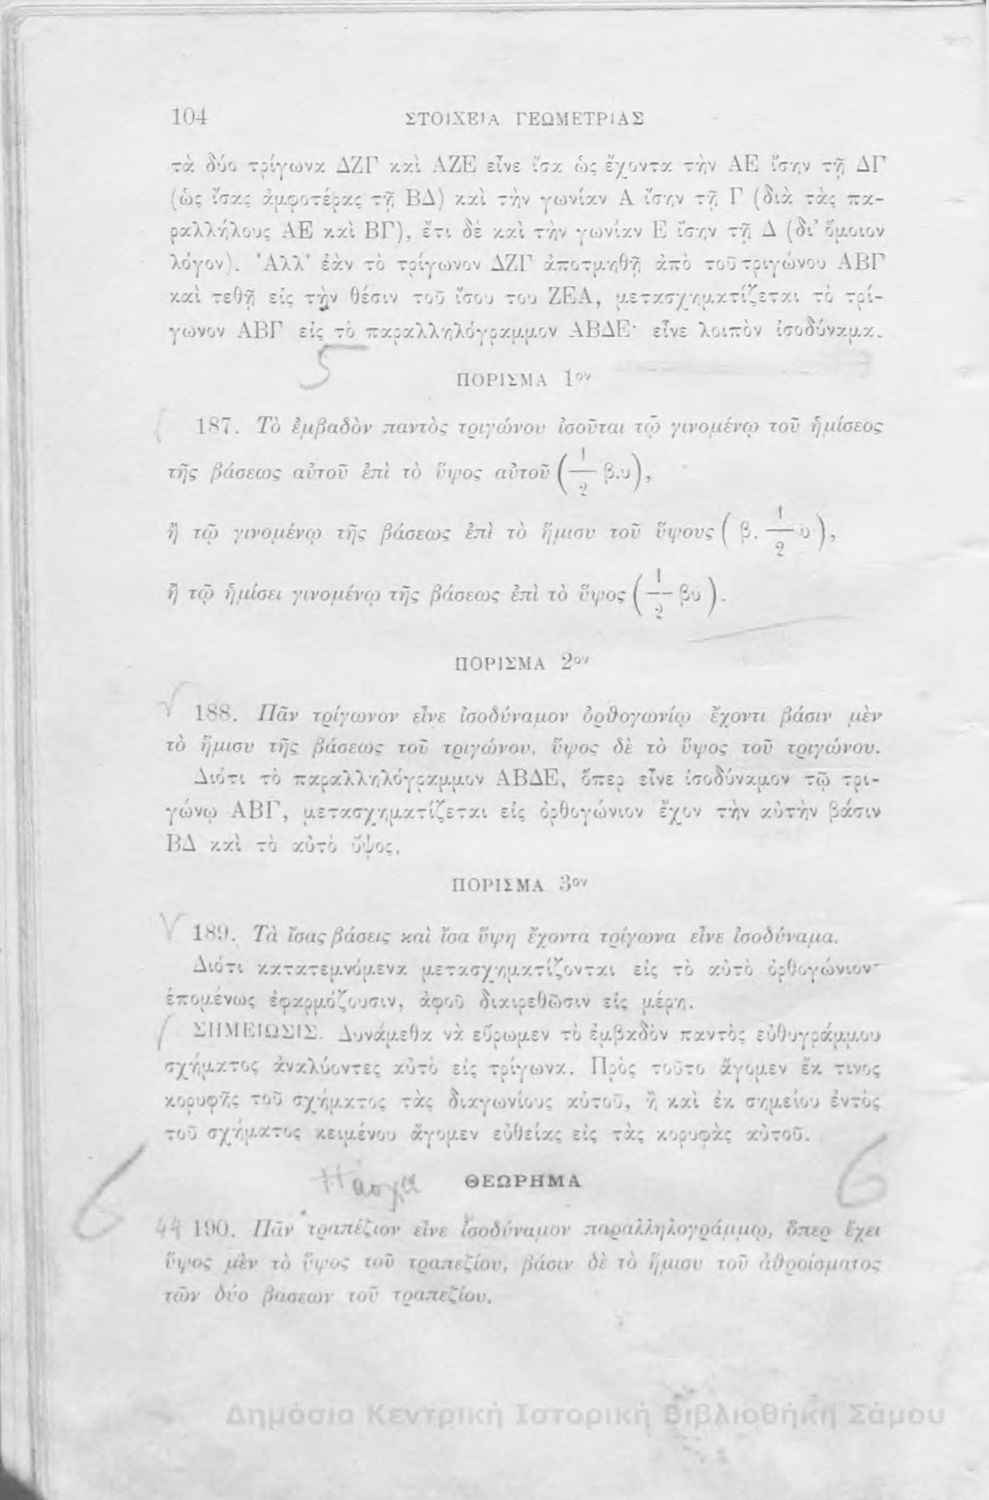 104 ΣΤΟΙΧΕΙΑ ΓΕΩΜΕΤΡΙΑΣ
τὰ δύο τρίγωνα ΔΖΓ καὶ ΑΖΕ εἶνε ἴσα ὡς ἔχοντα τὴν ΑΕ ἴσην τῇ ΔΓ
(ὡς ἴσας ἀμφοτέρας τῇ ΒΔ) καὶ τὴν γωνίαν Α ἴσην τῇ Γ (διὰ τὰς πα-
ραλλήλους ΑΕ καὶ ΒΓ), ἔτι δὲ καὶ τὴν γωνίαν Ε ἴσην τῇ Δ (δι' ὅμοιον
λόγον). Ἀλλ' ἐὰν τὸ τρίγωνον ΔΖΓ ἀποτμηθῇ ἀπὸ τοῦ τριγώνου ΑΒΓ
καὶ τεθῇ εἰς τὴν θέσιν τοῦ ἴσου του ΖΕΑ, μετασχηματίζεται τὸ τρί-
γωνον ΑΒΓ εἰς τὸ παραλληλόγραμμον ΑΒΔΕ· εἶνε λοιπὸν ἰσοδύναμα.
5
ΠΟΡΙΣΜΑ 1ον
187. Τὸ ἐμβαδὸν παντὸς τριγώνου ἰσοῦται τῷ γινομένῳ τοῦ ἡμίσεος
τῆς βάσεως αὐτοῦ ἐπὶ τὸ ὕψος αὐτοῦ (1/2 β.υ),
ἢ τῷ γινομένῳ τῆς βάσεως ἐπὶ τὸ ἥμισυ τοῦ ὕψους (β. 1/2 υ),
ἢ τῷ ἡμίσει γινομένῳ τῆς βάσεως ἐπὶ τὸ ὕψος (1/2 βυ).
ΠΟΡΙΣΜΑ 2ον
188. Πᾶν τρίγωνον εἶνε ἰσοδύναμον ὀρθογωνίῳ ἔχοντι βάσιν μὲν
τὸ ἥμισυ τῆς βάσεως τοῦ τριγώνου, ὕψος δὲ τὸ ὕψος τοῦ τριγώνου.
Διότι τὸ παραλληλόγραμμον ΑΒΔΕ, ὅπερ εἶνε ἰσοδύναμον τῷ τρι-
γώνῳ ΑΒΓ, μετασχηματίζεται εἰς ὀρθογώνιον ἔχον τὴν αὐτὴν βάσιν
ΒΔ καὶ τὸ αὐτὸ ὕψος.
ΠΟΡΙΣΜΑ 3ον
189. Τὰ ἴσας βάσεις καὶ ἴσα ὕψη ἔχοντα τρίγωνα εἶνε ἰσοδύναμα.
Διότι κατατεμνόμενα μετασχηματίζονται εἰς τὸ αὐτὸ ὀρθογώνιον·
ἑπομένως ἐφαρμόζουσιν, ἀφοῦ διαιρεθῶσιν εἰς μέρη.
ΣΗΜΕΙΩΣΙΣ. Δυνάμεθα νὰ εὕρωμεν τὸ ἐμβαδὸν παντὸς εὐθυγράμμου
σχήματος ἀναλύοντες αὐτὸ εἰς τρίγωνα. Πρὸς τοῦτο ἄγομεν ἔκ τινος
κορυφῆς τοῦ σχήματος τὰς διαγωνίους αὐτοῦ, ἢ καὶ ἐκ σημείου ἐντὸς
τοῦ σχήματος κειμένου ἄγομεν εὐθείας εἰς τὰς κορυφὰς αὐτοῦ.
6 ΘΕΩΡΗΜΑ 6
190. Πᾶν τραπέζιον εἶνε ἰσοδύναμον παραλληλογράμμῳ, ὅπερ ἔχει
ὕψος μὲν τὸ ὕψος τοῦ τραπεζίου, βάσιν δὲ τὸ ἥμισυ τοῦ ἀθροίσματος
τῶν δύο βάσεων τοῦ τραπεζίου.
Δημόσια Κεντρική Ιστορική Βιβλιοθήκη Σάμου